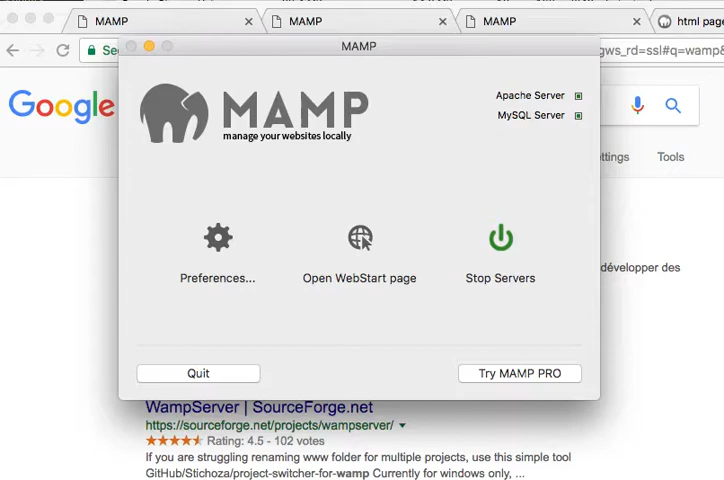 MAMP
MAMP
MAMP
html page
Sec
MAMP
gws_rd=ssl#q=wamp&
Google
MAMP
manage your websites locally
Apache Server
MySQL Server
ttings
Tools
Preferences...
Open WebStart page
Stop Servers
développer des
Quit
Try MAMP PRO
WampServer | SourceForge.net
https://sourceforge.net/projects/wampserver/
Rating: 4.5 - 102 votes
If you are struggling renaming www folder for multiple projects, use this simple tool
GitHub/Stichoza/project-switcher-for-wamp Currently for windows only, ...